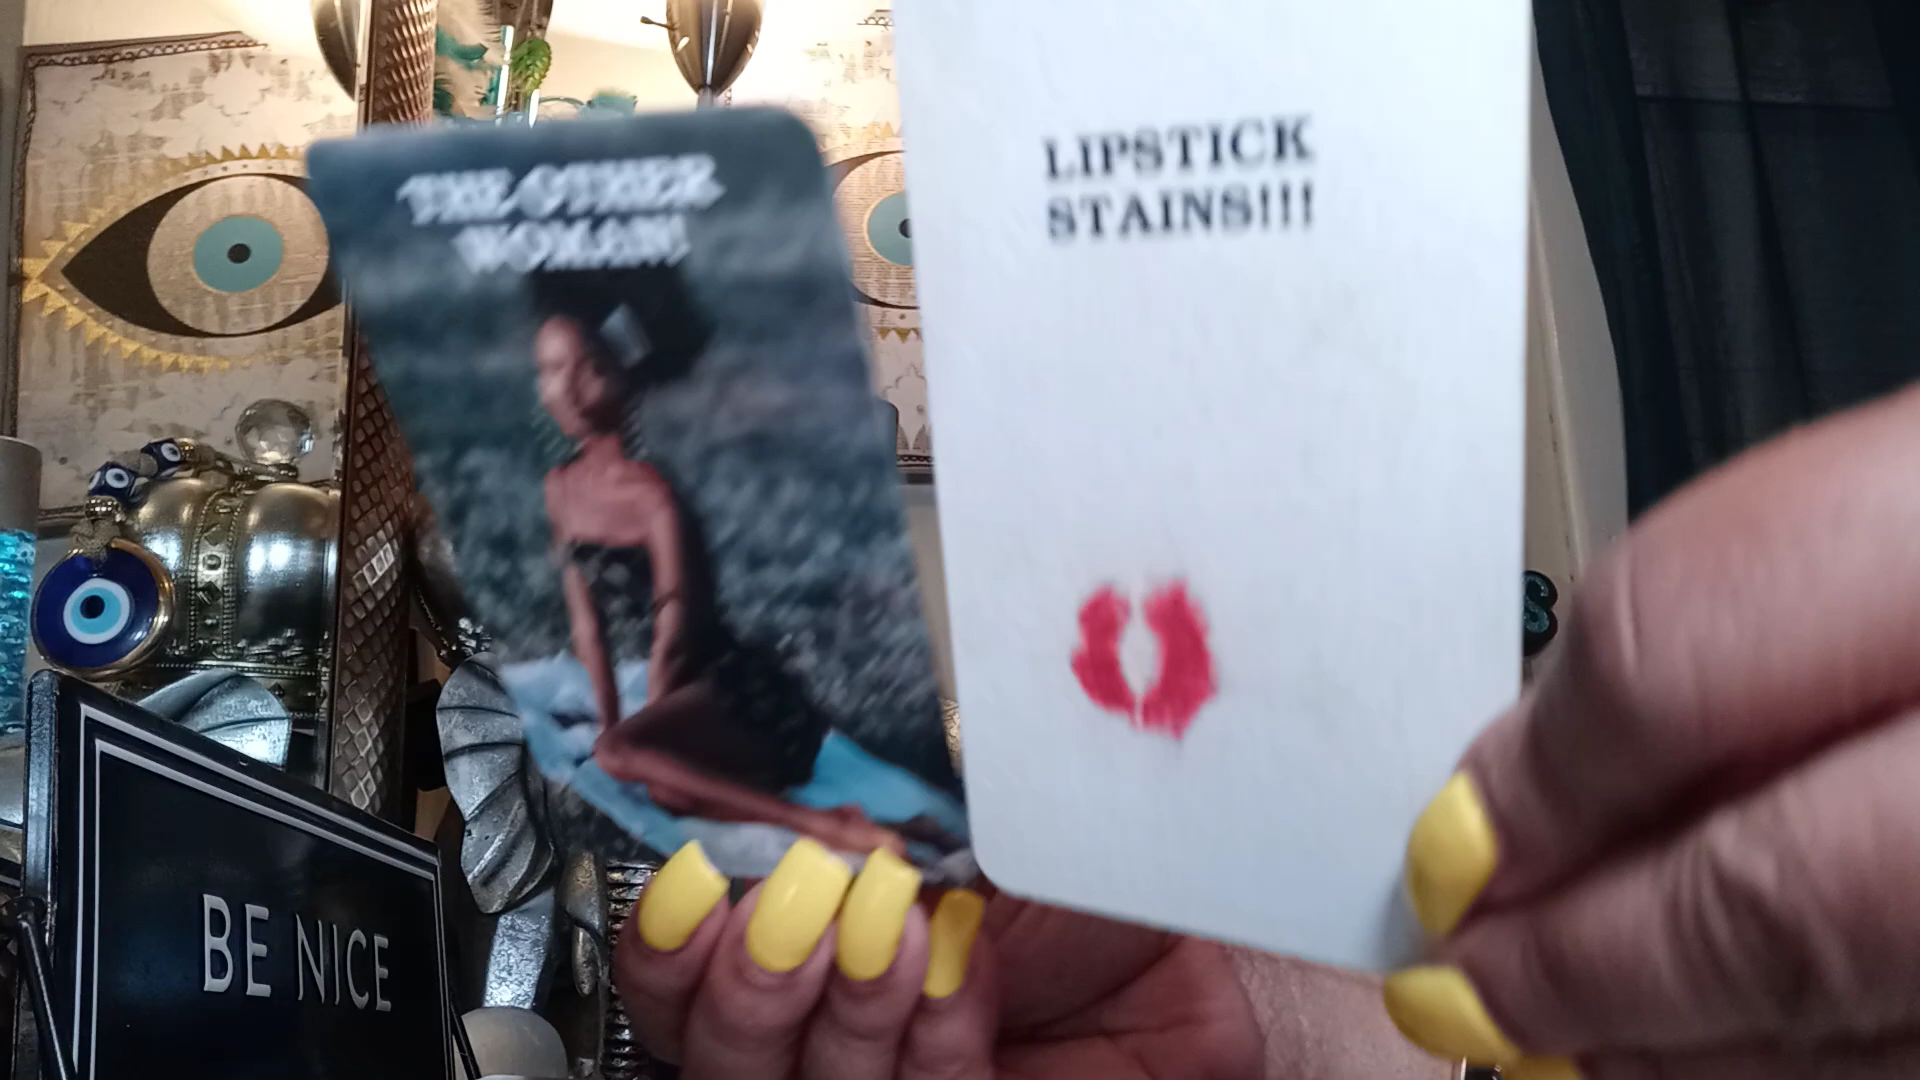 THE OTHER
WOMAN!
LIPSTICK
STAINS!!!
BE NICE